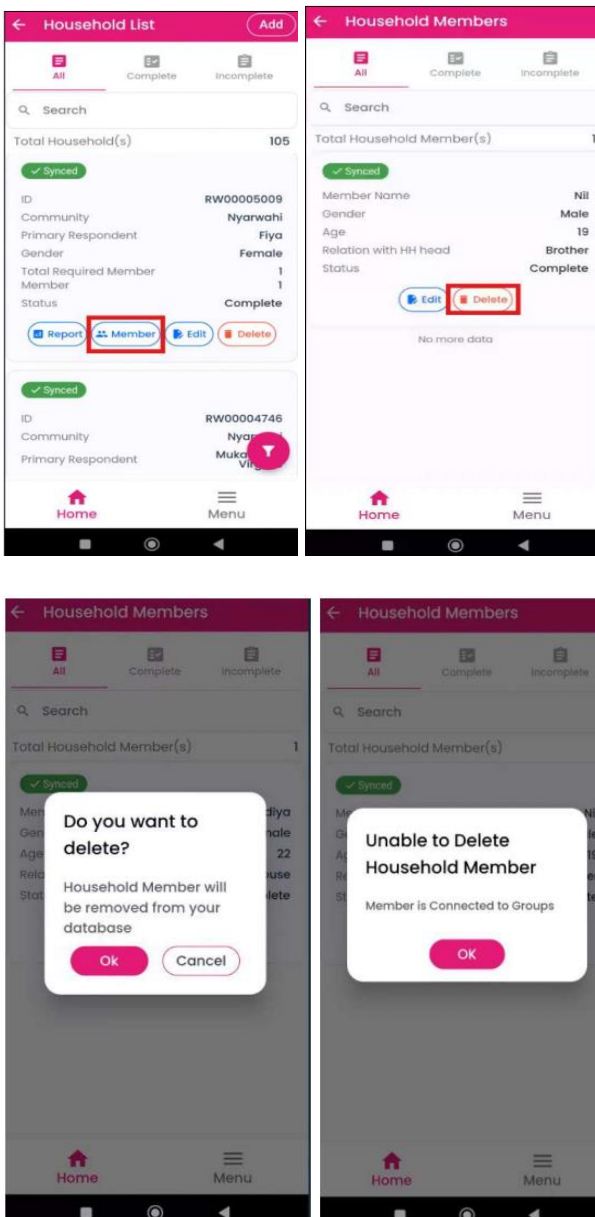 Household List
Add
All
Complete
Incomplete
Search
Total Household(s) 105
Synced
ID RW00005009
Community Nyarwahi
Primary Respondent Fiya
Gender Female
Total Required Member 1
Member 1
Status Complete
Report Member Edit Delete
Synced
ID RW00004746
Community
Primary Respondent
Home
Menu
Household Members
All
Complete
Incomplete
Search
Total Household Member(s) 1
Synced
Member Name Nil
Gender Male
Age 19
Relation with HH head Brother
Status Complete
Edit Delete
No more data
Home
Menu
Household Members
All
Complete
Incomplete
Search
Total Household Member(s) 1
Synced
22
Do you want to
delete?
Household Member will
be removed from your
database
Ok
Cancel
Home
Menu
Household Members
All
Complete
Incomplete
Search
Total Household Member(s)
Synced
Unable to Delete
Household Member
Member is Connected to Groups
OK
Home
Menu